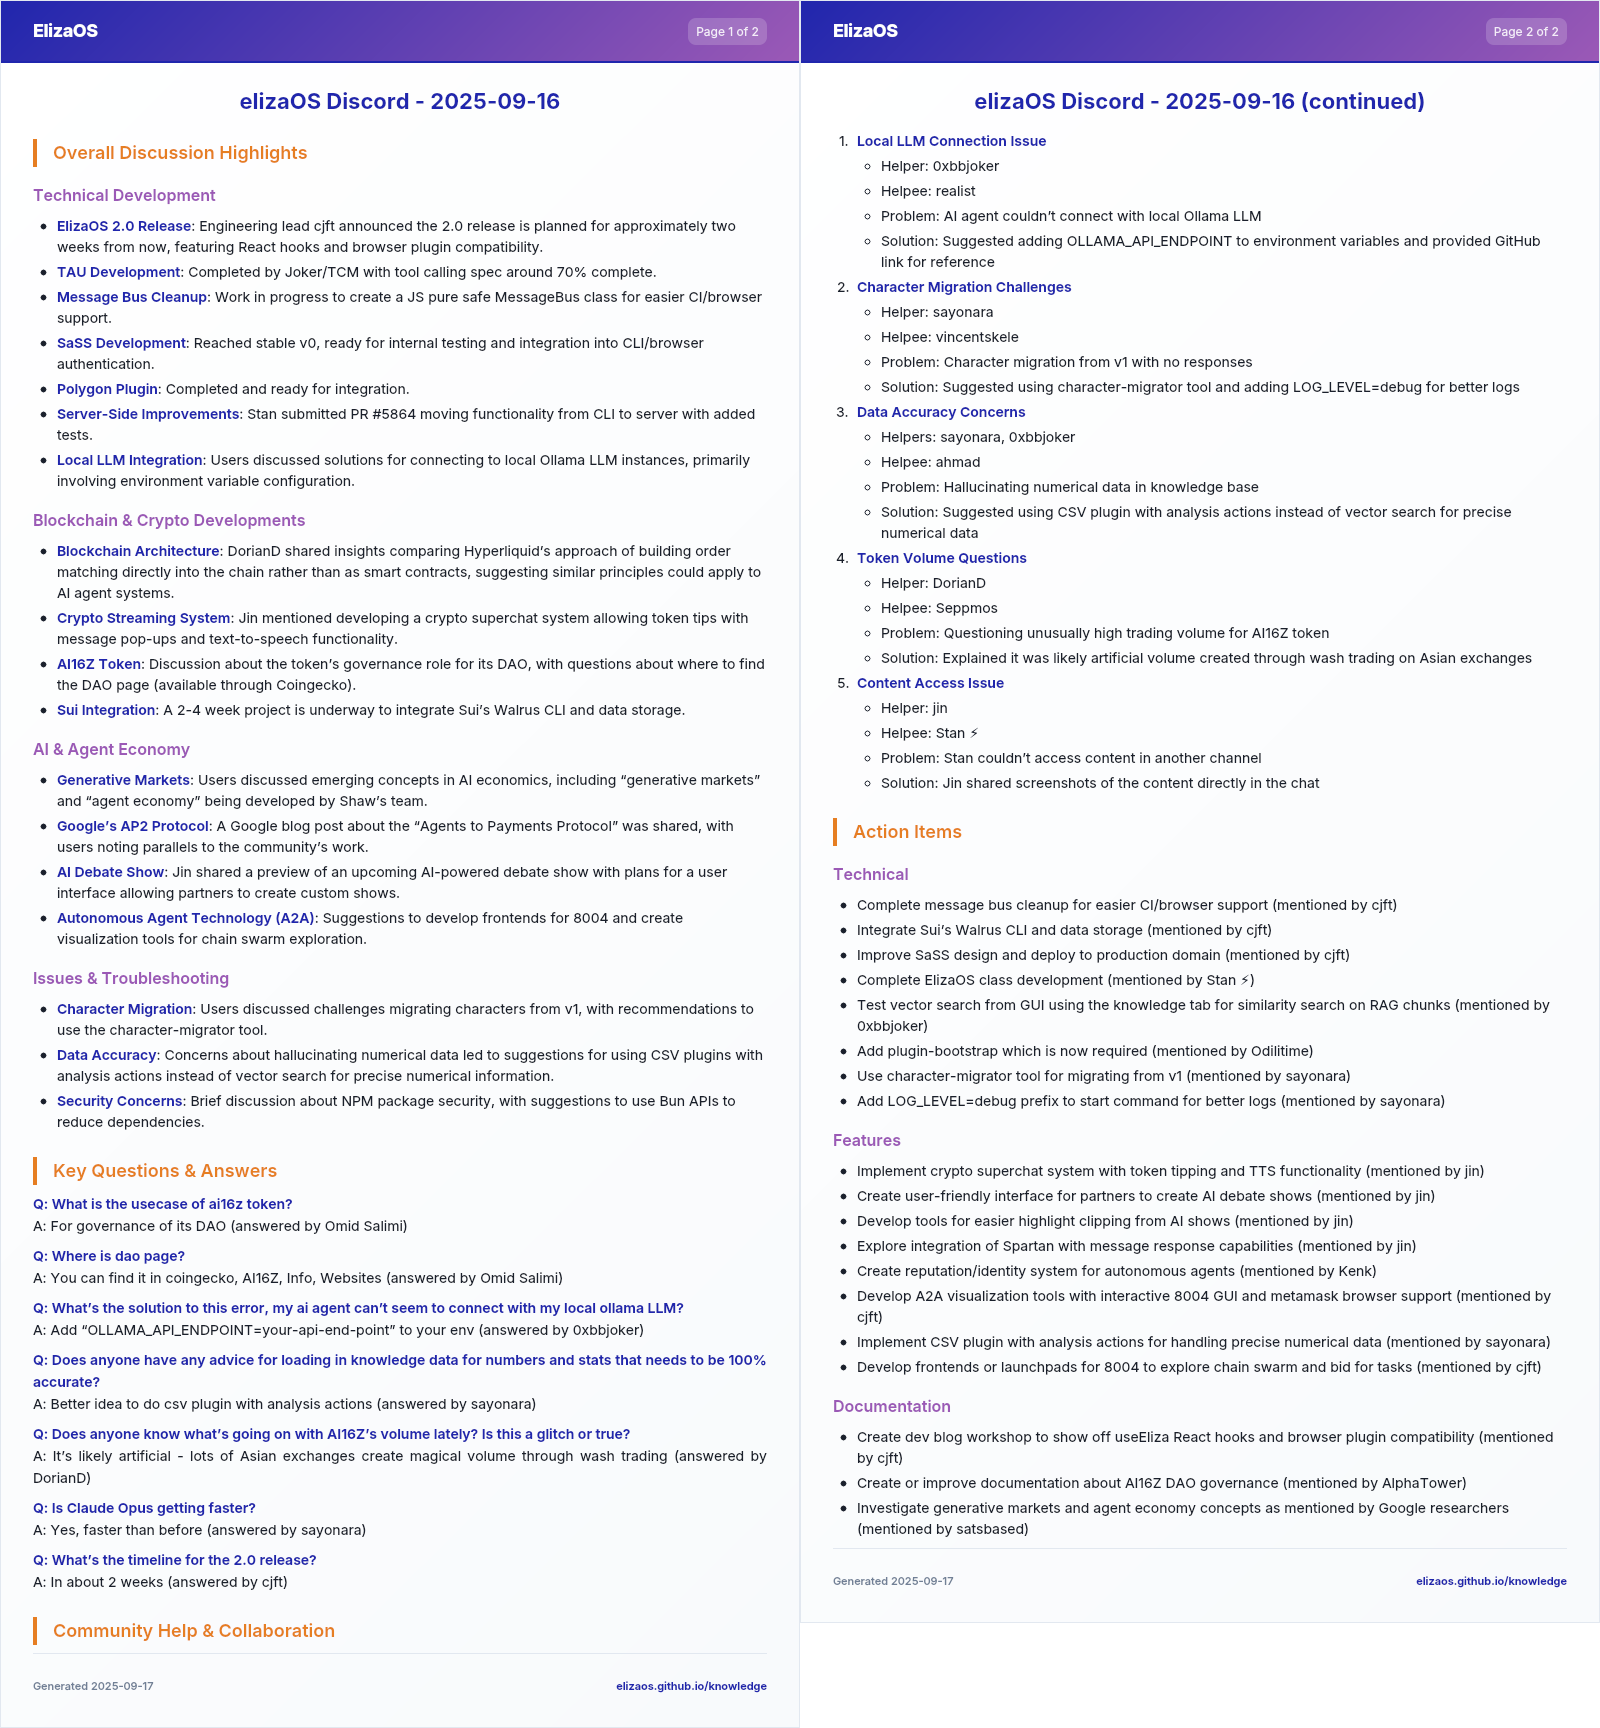 ElizaOS
Page 1 of 2
elizaOS Discord - 2025-09-16
Overall Discussion Highlights
Technical Development
• ElizaOS 2.0 Release: Engineering lead cjft announced the 2.0 release is planned for approximately two
weeks from now, featuring React hooks and browser plugin compatibility.
• TAU Development: Completed by Joker/TCM with tool calling spec around 70% complete.
• Message Bus Cleanup: Work in progress to create a JS pure safe MessageBus class for easier CI/browser
support.
• SaSS Development: Reached stable v0, ready for internal testing and integration into CLI/browser
authentication.
• Polygon Plugin: Completed and ready for integration.
• Server-Side Improvements: Stan submitted PR #5864 moving functionality from CLI to server with added
tests.
• Local LLM Integration: Users discussed solutions for connecting to local Ollama LLM instances, primarily
involving environment variable configuration.
Blockchain & Crypto Developments
• Blockchain Architecture: DorianD shared insights comparing Hyperliquid's approach of building order
matching directly into the chain rather than as smart contracts, suggesting similar principles could apply to
AI agent systems.
• Crypto Streaming System: Jin mentioned developing a crypto superchat system allowing token tips with
message pop-ups and text-to-speech functionality.
• AI16Z Token: Discussion about the token's governance role for its DAO, with questions about where to find
the DAO page (available through Coingecko).
• Sui Integration: A 2-4 week project is underway to integrate Sui's Walrus CLI and data storage.
AI & Agent Economy
• Generative Markets: Users discussed emerging concepts in AI economics, including “generative markets”
and “agent economy” being developed by Shaw's team.
• Google's AP2 Protocol: A Google blog post about the “Agents to Payments Protocol” was shared, with
users noting parallels to the community's work.
• AI Debate Show: Jin shared a preview of an upcoming AI-powered debate show with plans for a user
interface allowing partners to create custom shows.
• Autonomous Agent Technology (A2A): Suggestions to develop frontends for 8004 and create
visualization tools for chain swarm exploration.
Issues & Troubleshooting
• Character Migration: Users discussed challenges migrating characters from v1, with recommendations to
use the character-migrator tool.
• Data Accuracy: Concerns about hallucinating numerical data led to suggestions for using CSV plugins with
analysis actions instead of vector search for precise numerical information.
• Security Concerns: Brief discussion about NPM package security, with suggestions to use Bun APIs to
reduce dependencies.
Key Questions & Answers
Q: What is the usecase of ai16z token?
A: For governance of its DAO (answered by Omid Salimi)
Q: Where is dao page?
A: You can find it in coingecko, AI16Z, Info, Websites (answered by Omid Salimi)
Q: What's the solution to this error, my ai agent can't seem to connect with my local ollama LLM?
A: Add “OLLAMA_API_ENDPOINT=your-api-end-point” to your env (answered by 0xbbjoker)
Q: Does anyone have any advice for loading in knowledge data for numbers and stats that needs to be 100%
accurate?
A: Better idea to do csv plugin with analysis actions (answered by sayonara)
Q: Does anyone know what's going on with AI16Z's volume lately? Is this a glitch or true?
A: It's likely artificial - lots of Asian exchanges create magical volume through wash trading (answered by
DorianD)
Q: Is Claude Opus getting faster?
A: Yes, faster than before (answered by sayonara)
Q: What's the timeline for the 2.0 release?
A: In about 2 weeks (answered by cjft)
Community Help & Collaboration
Generated 2025-09-17
elizaos.github.io/knowledge
ElizaOS
Page 2 of 2
elizaOS Discord - 2025-09-16 (continued)
1. Local LLM Connection Issue
◦ Helper: 0xbbjoker
◦ Helpee: realist
◦ Problem: AI agent couldn't connect with local Ollama LLM
◦ Solution: Suggested adding OLLAMA_API_ENDPOINT to environment variables and provided GitHub
link for reference
2. Character Migration Challenges
◦ Helper: sayonara
◦ Helpee: vincentskele
◦ Problem: Character migration from v1 with no responses
◦ Solution: Suggested using character-migrator tool and adding LOG_LEVEL=debug for better logs
3. Data Accuracy Concerns
◦ Helpers: sayonara, 0xbbjoker
◦ Helpee: ahmad
◦ Problem: Hallucinating numerical data in knowledge base
◦ Solution: Suggested using CSV plugin with analysis actions instead of vector search for precise
numerical data
4. Token Volume Questions
◦ Helper: DorianD
◦ Helpee: Seppmos
◦ Problem: Questioning unusually high trading volume for AI16Z token
◦ Solution: Explained it was likely artificial volume created through wash trading on Asian exchanges
5. Content Access Issue
◦ Helper: jin
◦ Helpee: Stan ⚡
◦ Problem: Stan couldn't access content in another channel
◦ Solution: Jin shared screenshots of the content directly in the chat
Action Items
Technical
• Complete message bus cleanup for easier CI/browser support (mentioned by cjft)
• Integrate Sui's Walrus CLI and data storage (mentioned by cjft)
• Improve SaSS design and deploy to production domain (mentioned by cjft)
• Complete ElizaOS class development (mentioned by Stan ⚡)
• Test vector search from GUI using the knowledge tab for similarity search on RAG chunks (mentioned by
0xbbjoker)
• Add plugin-bootstrap which is now required (mentioned by Odilitime)
• Use character-migrator tool for migrating from v1 (mentioned by sayonara)
• Add LOG_LEVEL=debug prefix to start command for better logs (mentioned by sayonara)
Features
• Implement crypto superchat system with token tipping and TTS functionality (mentioned by jin)
• Create user-friendly interface for partners to create AI debate shows (mentioned by jin)
• Develop tools for easier highlight clipping from AI shows (mentioned by jin)
• Explore integration of Spartan with message response capabilities (mentioned by jin)
• Create reputation/identity system for autonomous agents (mentioned by Kenk)
• Develop A2A visualization tools with interactive 8004 GUI and metamask browser support (mentioned by
cjft)
• Implement CSV plugin with analysis actions for handling precise numerical data (mentioned by sayonara)
• Develop frontends or launchpads for 8004 to explore chain swarm and bid for tasks (mentioned by cjft)
Documentation
• Create dev blog workshop to show off useEliza React hooks and browser plugin compatibility (mentioned
by cjft)
• Create or improve documentation about AI16Z DAO governance (mentioned by AlphaTower)
• Investigate generative markets and agent economy concepts as mentioned by Google researchers
(mentioned by satsbased)
Generated 2025-09-17
elizaos.github.io/knowledge